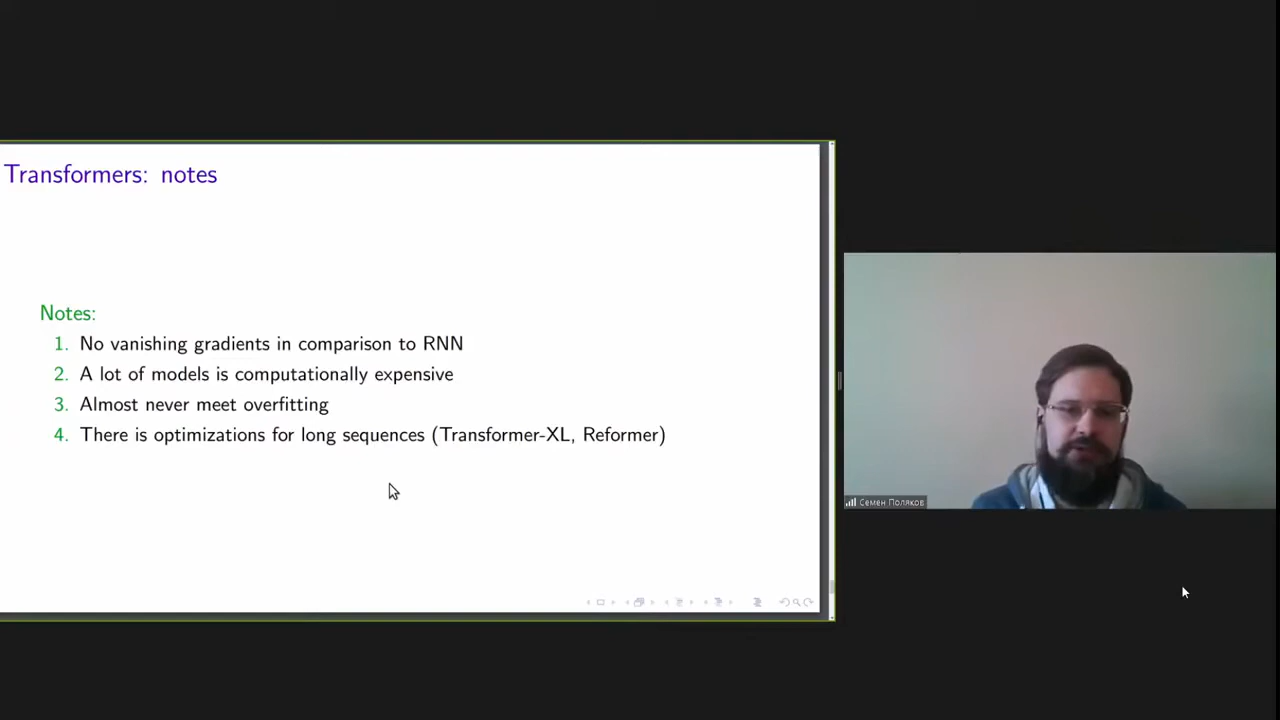 Transformers: notes
Notes:
1. No vanishing gradients in comparison to RNN
2. A lot of models is computationally expensive
3. Almost never meet overfitting
4. There is optimizations for long sequences (Transformer-XL, Reformer)
Семен Поляков